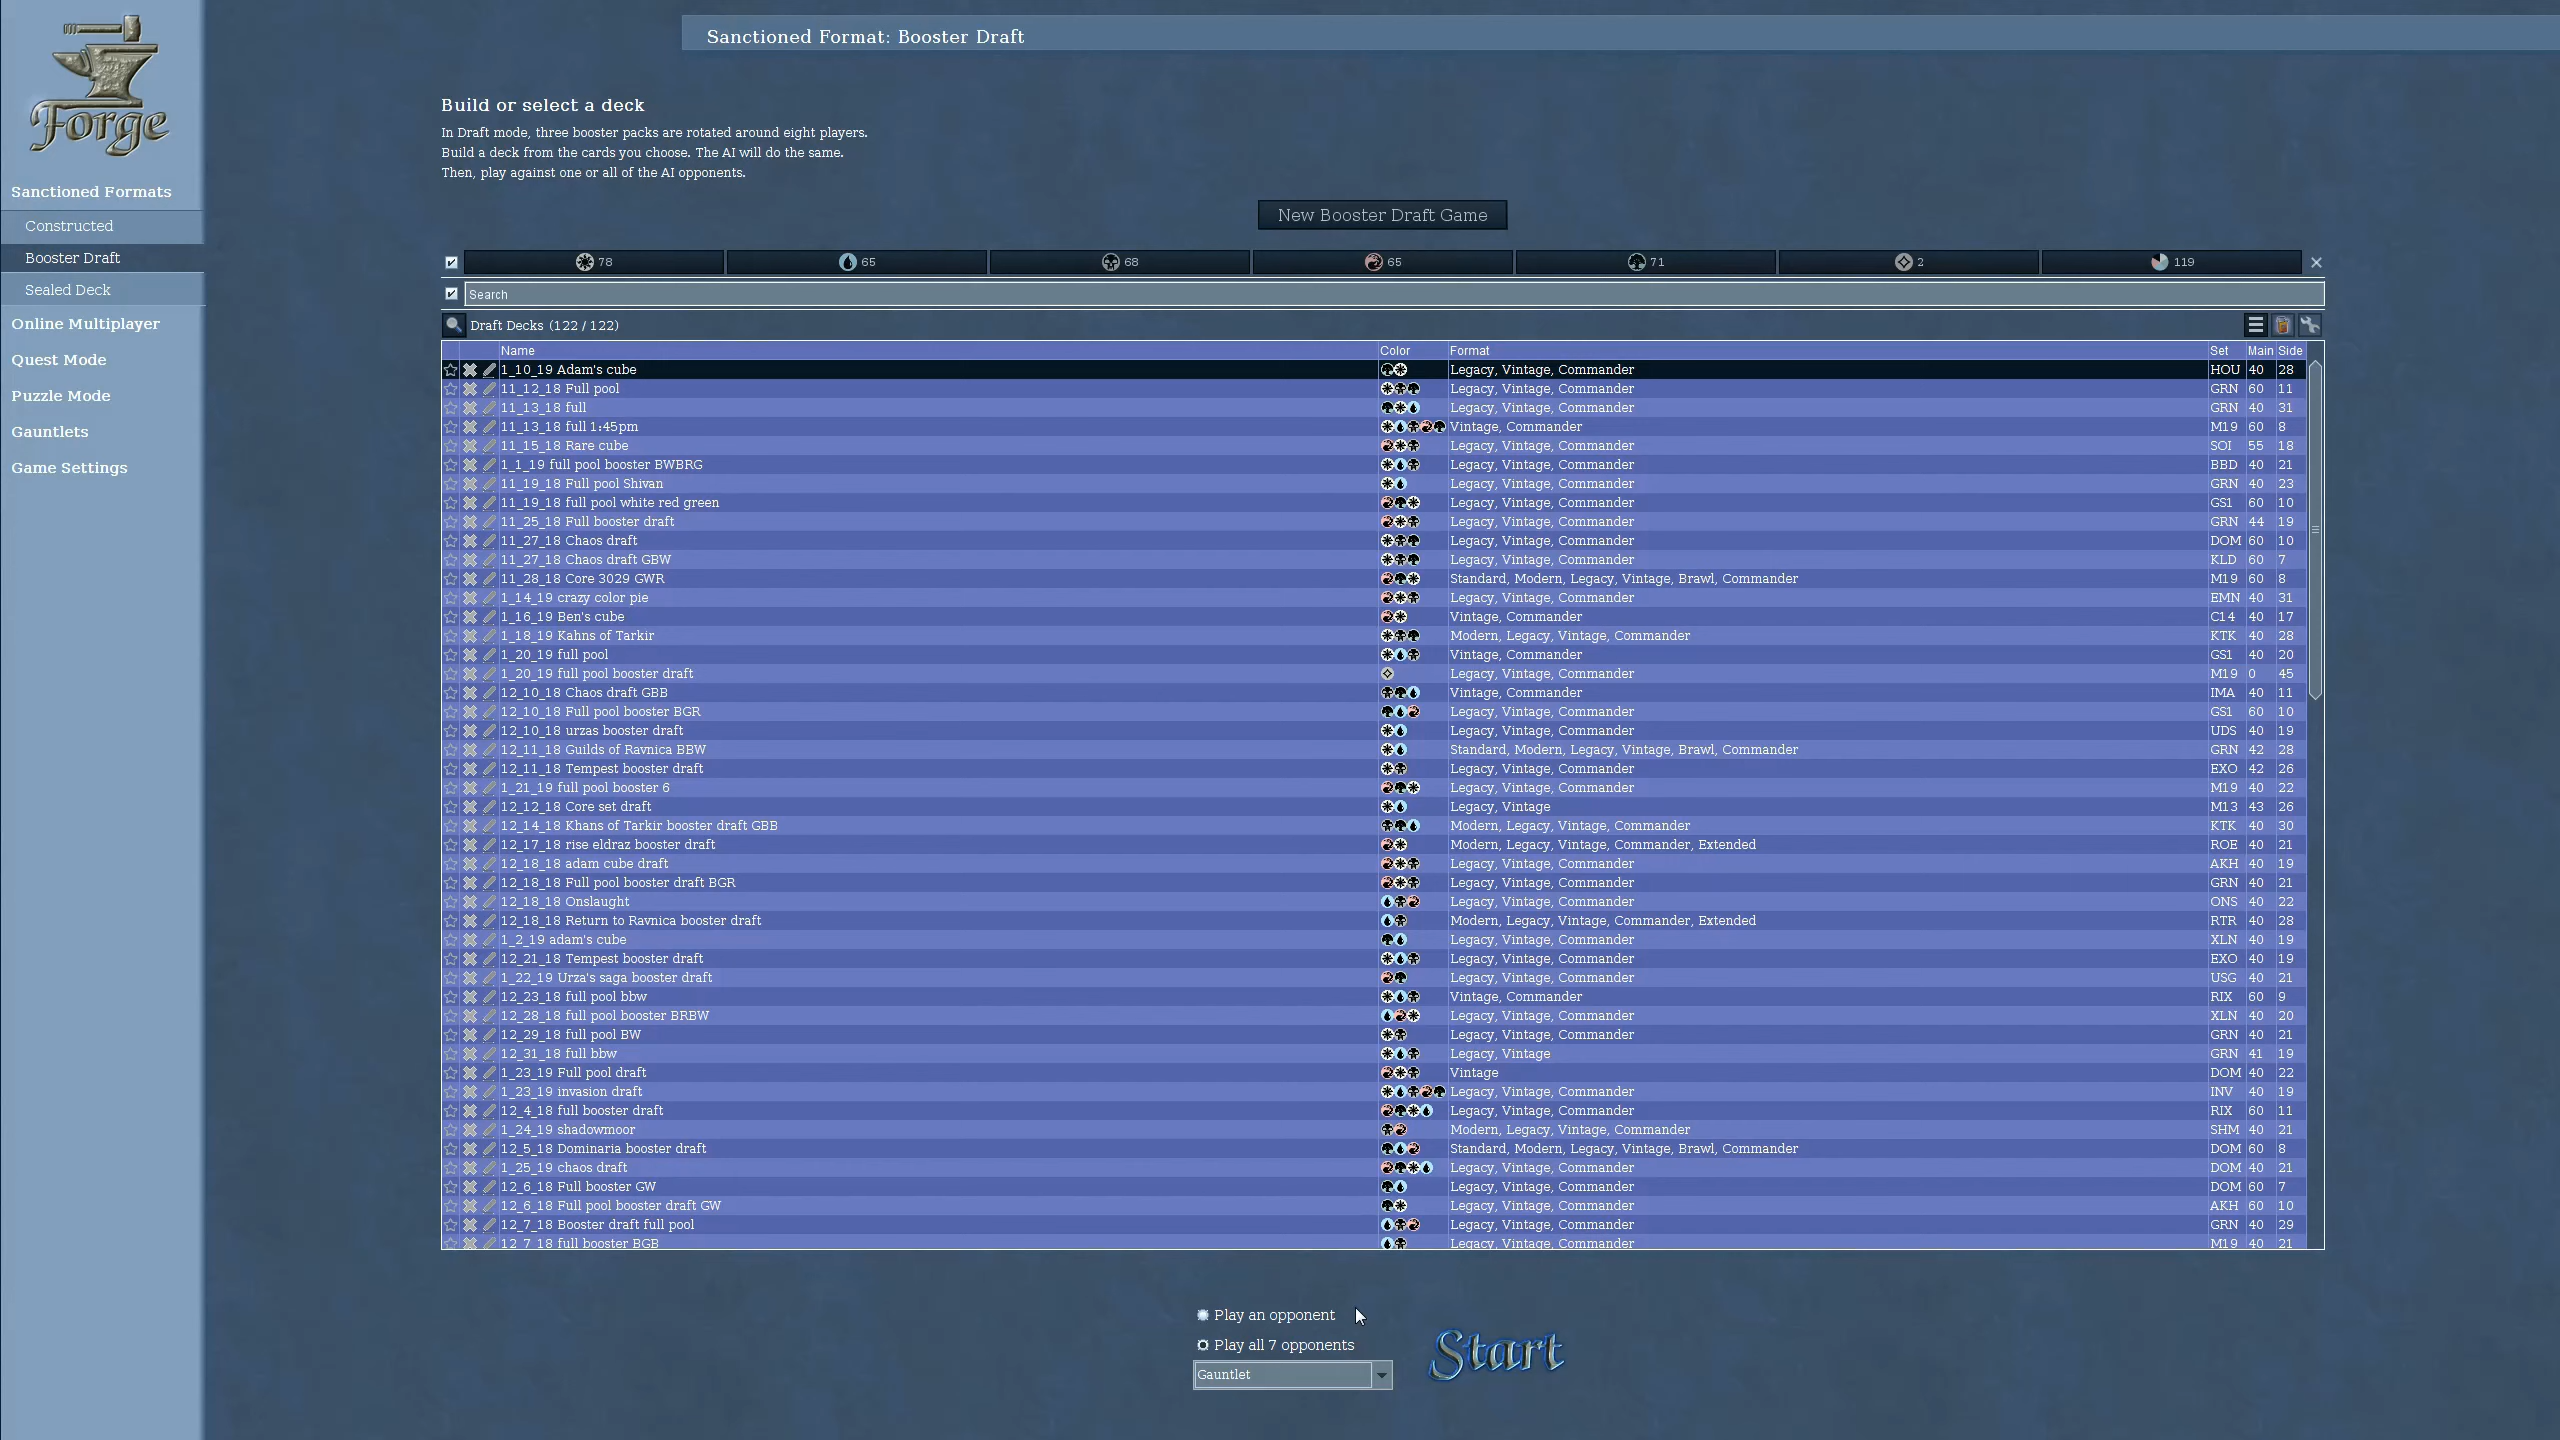 Forge
Sanctioned Format: Booster Draft
Sanctioned Formats
Constructed
Booster Draft
Sealed Deck
Online Multiplayer
Quest Mode
Puzzle Mode
Gauntlets
Game Settings
Build or select a deck
In Draft mode, three booster packs are rotated around eight players.
Build a deck from the cards you choose. The AI will do the same.
Then, play against one or all of the AI opponents.
New Booster Draft Game
78 65 68 65 71 2 119
Search
Draft Decks (122 / 122)
Name Color Format Set Main Side
1_10_19 Adam's cube Legacy, Vintage, Commander HOU 40 28
11_12_18 Full pool Legacy, Vintage, Commander GRN 60 11
11_13_18 full Legacy, Vintage, Commander GRN 40 31
11_13_18 full 1:45pm Vintage, Commander M19 60 8
11_15_18 Rare cube Legacy, Vintage, Commander SOI 55 18
1_1_19 full pool booster BWBRG Legacy, Vintage, Commander BBD 40 21
11_19_18 Full pool Shivan Legacy, Vintage, Commander GRN 40 23
11_19_18 full pool white red green Legacy, Vintage, Commander GS1 60 10
11_25_18 Full booster draft Legacy, Vintage, Commander GRN 44 19
11_27_18 Chaos draft Legacy, Vintage, Commander DOM 60 10
11_27_18 Chaos draft GBW Legacy, Vintage, Commander KLD 60 7
11_28_18 Core 3029 GWR Standard, Modern, Legacy, Vintage, Brawl, Commander M19 60 8
1_14_19 crazy color pie Legacy, Vintage, Commander EMN 40 31
1_16_19 Ben's cube Vintage, Commander C14 40 17
1_18_19 Kahns of Tarkir Modern, Legacy, Vintage, Commander KTK 40 28
1_20_19 full pool Vintage, Commander GS1 40 20
1_20_19 full pool booster draft Legacy, Vintage, Commander M19 0 45
12_10_18 Chaos draft GBB Vintage, Commander IMA 40 11
12_10_18 Full pool booster BGR Legacy, Vintage, Commander GS1 60 10
12_10_18 urzas booster draft Legacy, Vintage, Commander UDS 40 19
12_11_18 Guilds of Ravnica BBW Standard, Modern, Legacy, Vintage, Brawl, Commander GRN 42 28
12_11_18 Tempest booster draft Legacy, Vintage, Commander EXO 42 26
1_21_19 full pool booster 6 Legacy, Vintage, Commander M19 40 22
12_12_18 Core set draft Legacy, Vintage M13 43 26
12_14_18 Khans of Tarkir booster draft GBB Modern, Legacy, Vintage, Commander KTK 40 30
12_17_18 rise eldraz booster draft Modern, Legacy, Vintage, Commander, Extended ROE 40 21
12_18_18 adam cube draft Legacy, Vintage, Commander AKH 40 19
12_18_18 Full pool booster draft BGR Legacy, Vintage, Commander GRN 40 21
12_18_18 Onslaught Legacy, Vintage, Commander ONS 40 22
12_18_18 Return to Ravnica booster draft Modern, Legacy, Vintage, Commander, Extended RTR 40 28
1_2_19 adam's cube Legacy, Vintage, Commander XLN 40 19
12_21_18 Tempest booster draft Legacy, Vintage, Commander EXO 40 19
1_22_19 Urza's saga booster draft Legacy, Vintage, Commander USG 40 21
12_23_18 full pool bbw Vintage, Commander RIX 60 9
12_28_18 full pool booster BRBW Legacy, Vintage, Commander XLN 40 20
12_29_18 full pool BW Legacy, Vintage, Commander GRN 40 21
12_31_18 full bbw Legacy, Vintage GRN 41 19
1_23_19 Full pool draft Vintage DOM 40 22
1_23_19 invasion draft Legacy, Vintage, Commander INV 40 19
12_4_18 full booster draft Legacy, Vintage, Commander RIX 60 11
1_24_19 shadowmoor Modern, Legacy, Vintage, Commander SHM 40 21
12_5_18 Dominaria booster draft Standard, Modern, Legacy, Vintage, Brawl, Commander DOM 60 8
1_25_19 chaos draft Legacy, Vintage, Commander DOM 40 21
12_6_18 Full booster GW Legacy, Vintage, Commander DOM 60 7
12_6_18 Full pool booster draft GW Legacy, Vintage, Commander AKH 60 10
12_7_18 Booster draft full pool Legacy, Vintage, Commander GRN 40 29
12_7_18 full booster BGB Legacy, Vintage, Commander M19 40 21
Play an opponent
Play all 7 opponents
Gauntlet
Start